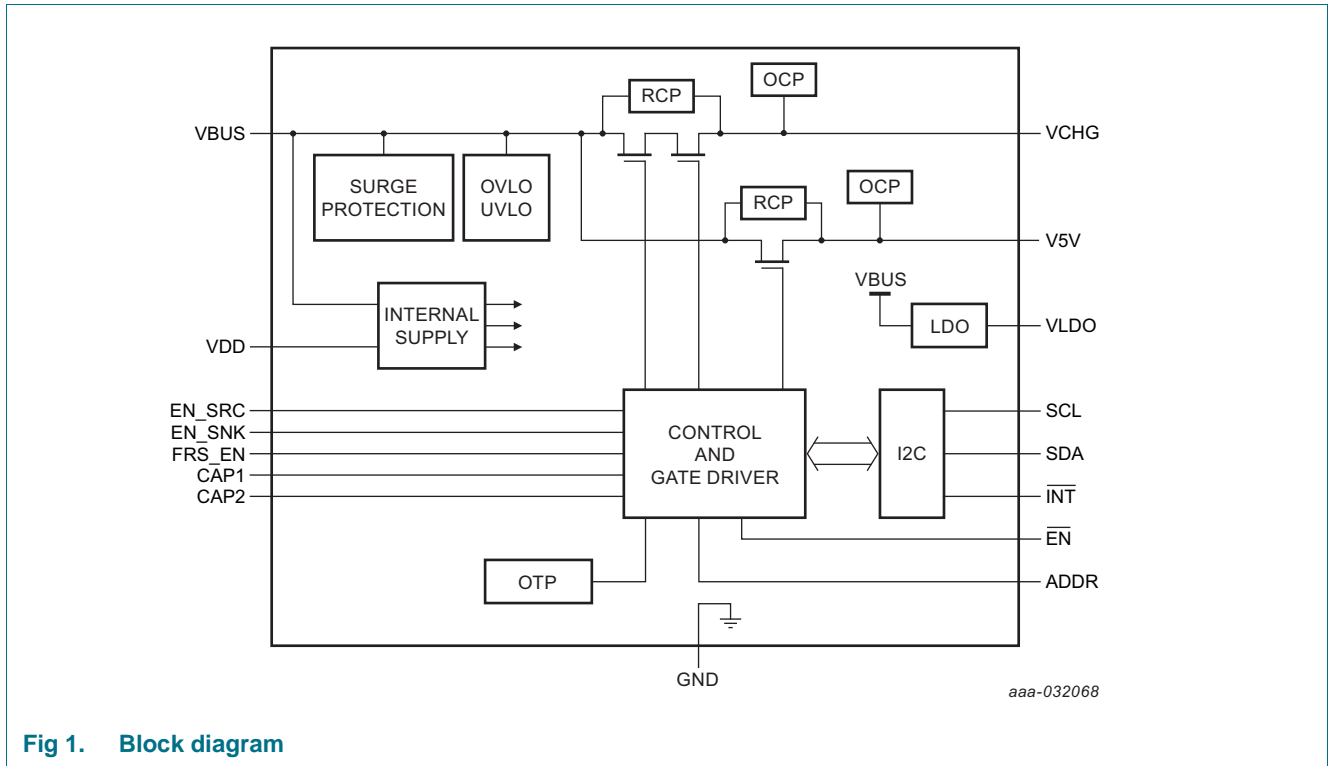 RCP
OCP
VBUS
VCHG
SURGE
PROTECTION
OVLO
UVLO
RCP
OCP
V5V
VBUS
INTERNAL
SUPPLY
LDO
VLDO
VDD
EN_SRC
EN_SNK
FRS_EN
CAP1
CAP2
CONTROL
AND
GATE DRIVER
I2C
SCL
SDA
INT
EN
ADDR
OTP
GND
aaa-032068
Fig 1. Block diagram